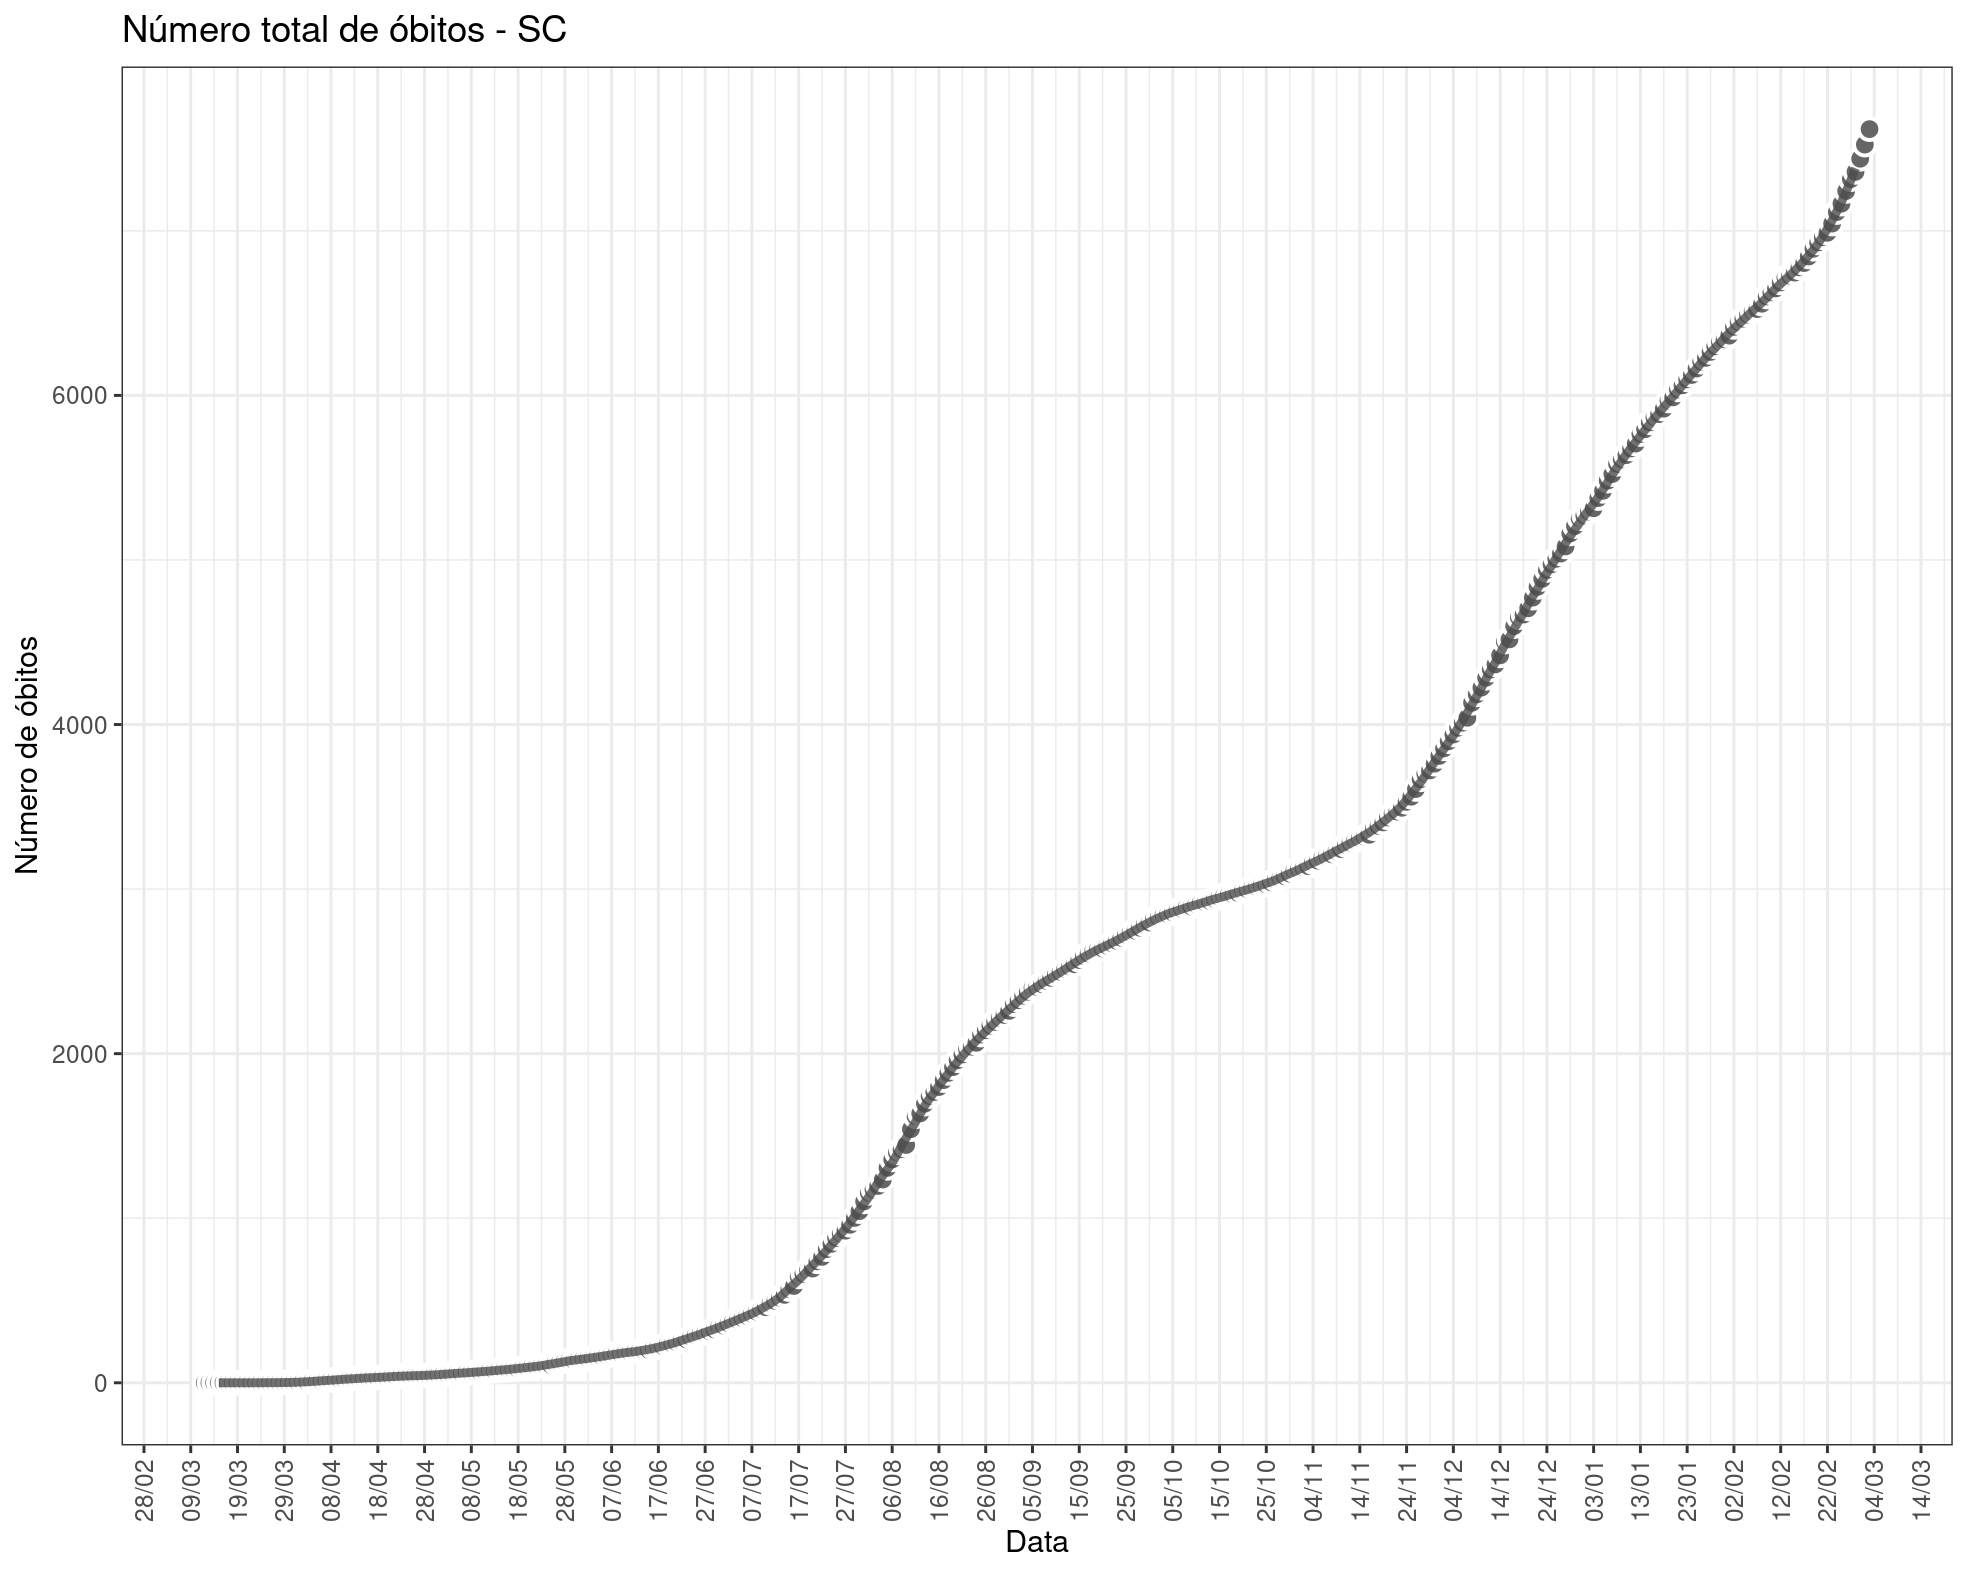 Número total de óbitos - SC
Número de óbitos
6000
4000
2000
0
28/02 09/03 19/03 29/03 08/04 18/04 28/04 08/05 18/05 28/05 07/06 17/06 27/06 07/07 17/07 27/07 06/08 16/08 26/08 05/09 15/09 25/09 05/10 15/10 25/10 04/11 14/11 24/11 04/12 14/12 24/12 03/01 13/01 23/01 02/02 12/02 22/02 04/03 14/03
Data